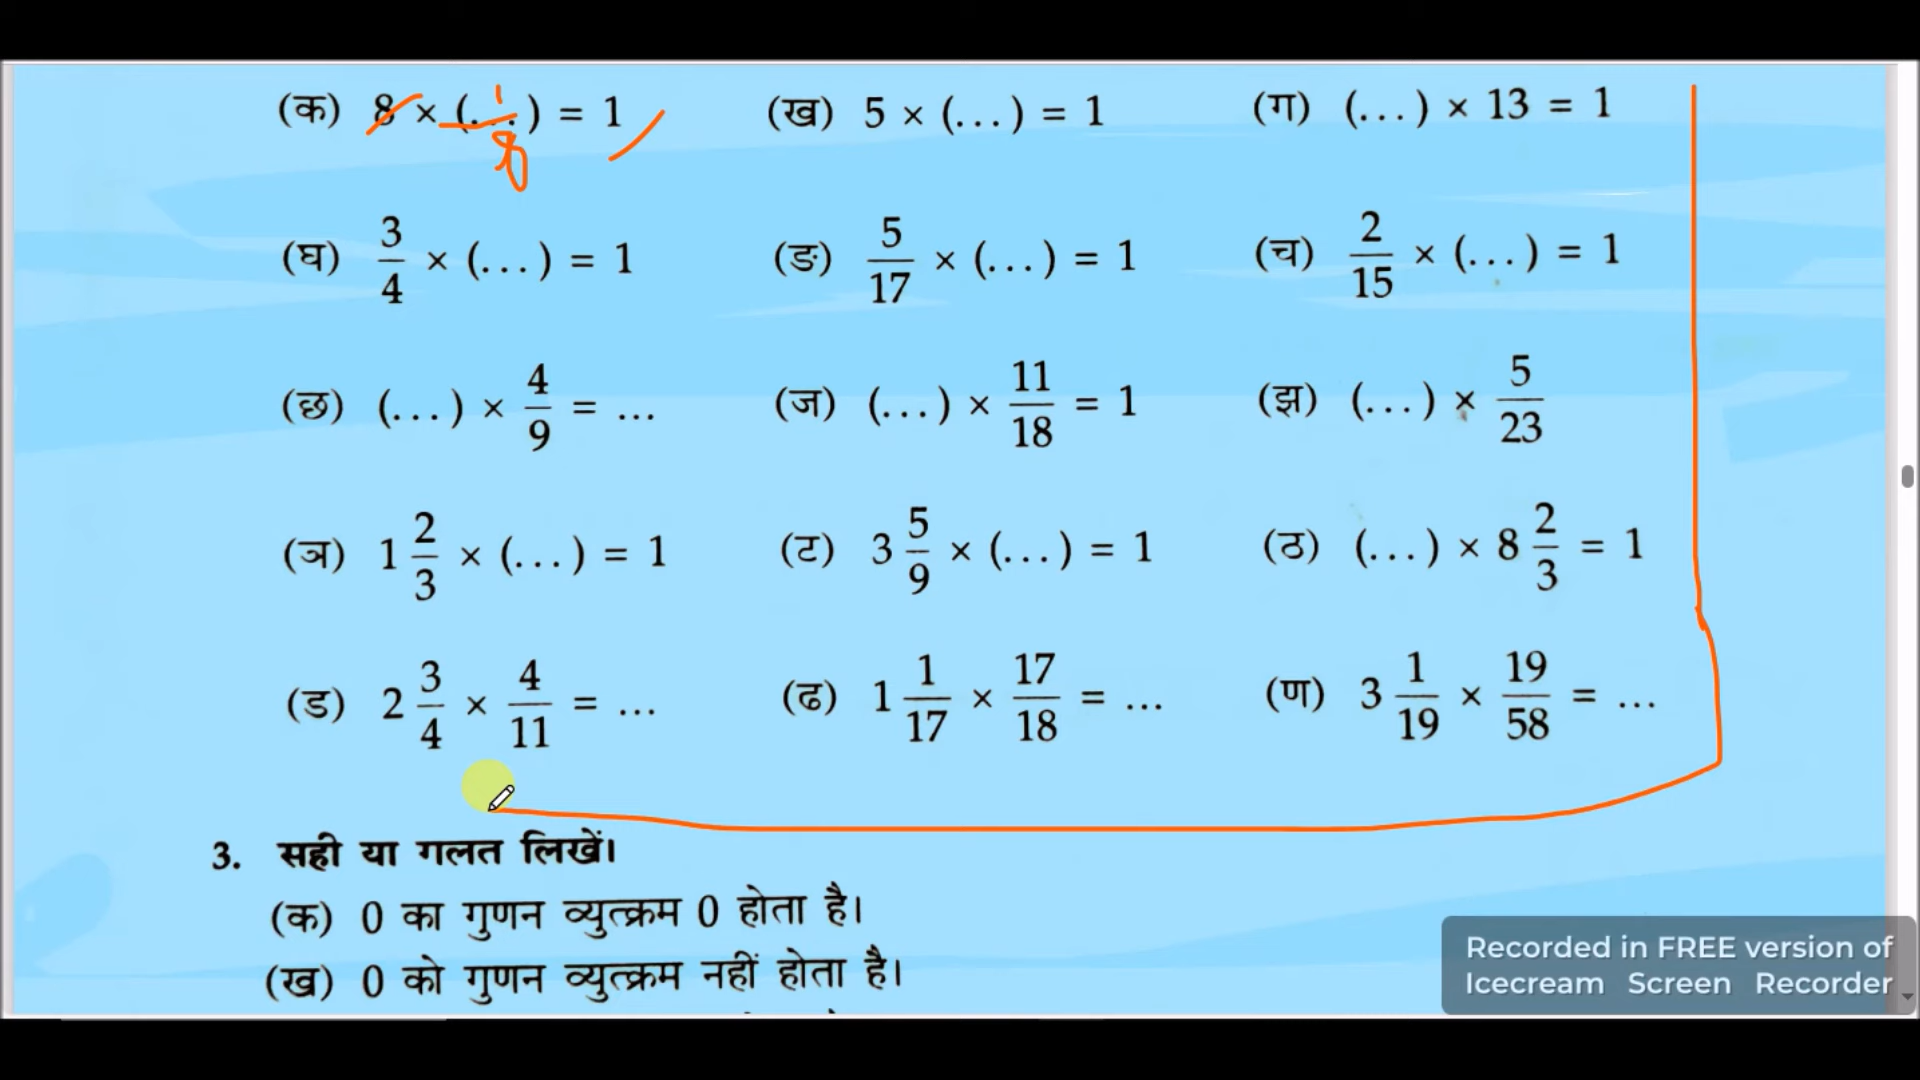 (क) 8 × (...) = 1 (ख) 5 × (...) = 1 (ग) (...) × 13 = 1
1/8
(घ) 3/4 × (...) = 1 (ङ) 5/17 × (...) = 1 (च) 2/15 × (...) = 1
(छ) (...) × 4/9 = ... (ज) (...) × 11/18 = 1 (झ) (...) × 5/23
(ञ) 1 2/3 × (...) = 1 (ट) 3 5/9 × (...) = 1 (ठ) (...) × 8 2/3 = 1
(ड) 2 3/4 × 4/11 = ... (ढ) 1 1/17 × 17/18 = ... (ण) 3 1/19 × 19/58 = ...
3. सही या गलत लिखें।
(क) 0 का गुणन व्युत्क्रम 0 होता है।
(ख) 0 को गुणन व्युत्क्रम नहीं होता है।
Recorded in FREE version of
Icecream Screen Recorder